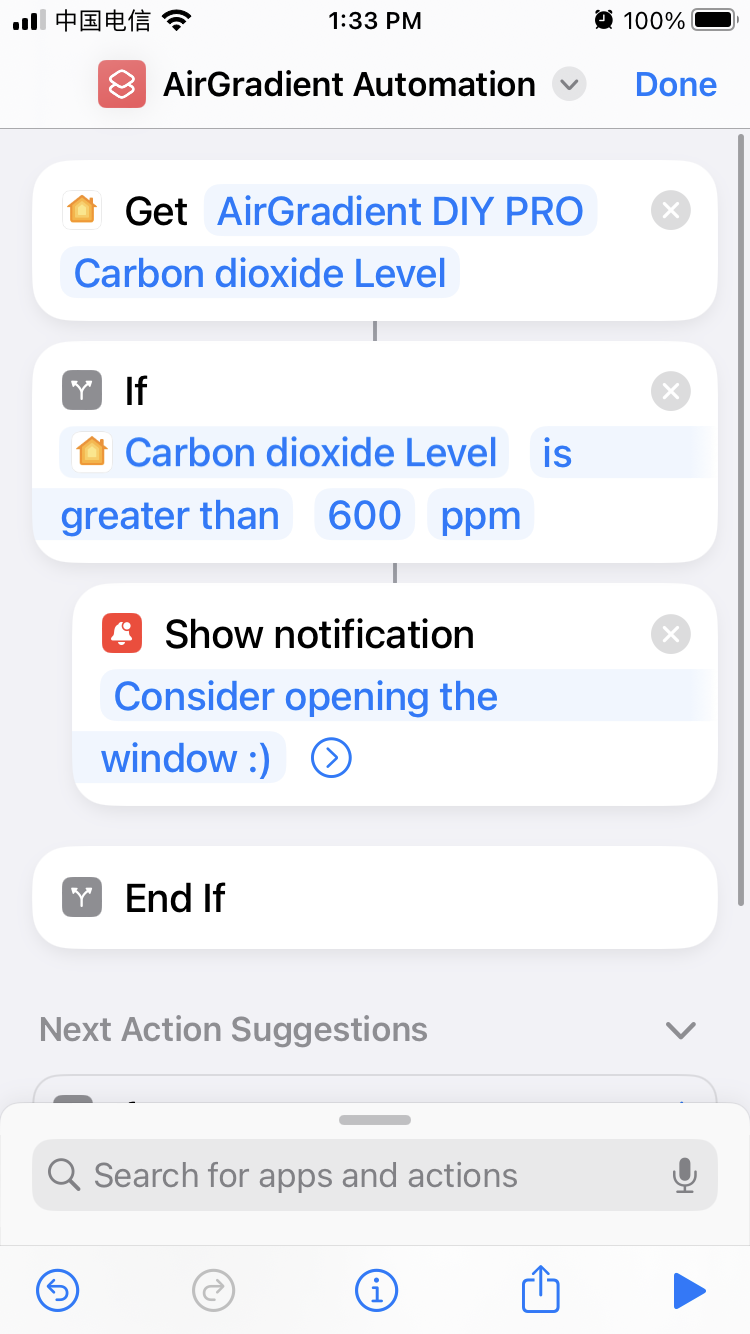 中国电信 1:33 PM 100%
AirGradient Automation Done
Get AirGradient DIY PRO
Carbon dioxide Level
If
Carbon dioxide Level is
greater than 600 ppm
Show notification
Consider opening the
window :)
End If
Next Action Suggestions
Search for apps and actions